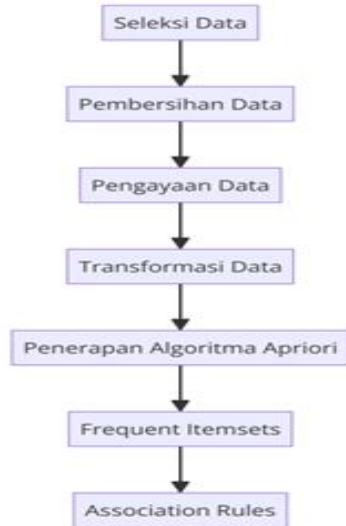 Seleksi Data
Pembersihan Data
Pengayaan Data
Transformasi Data
Penerapan Algoritma Apriori
Frequent Itemsets
Association Rules